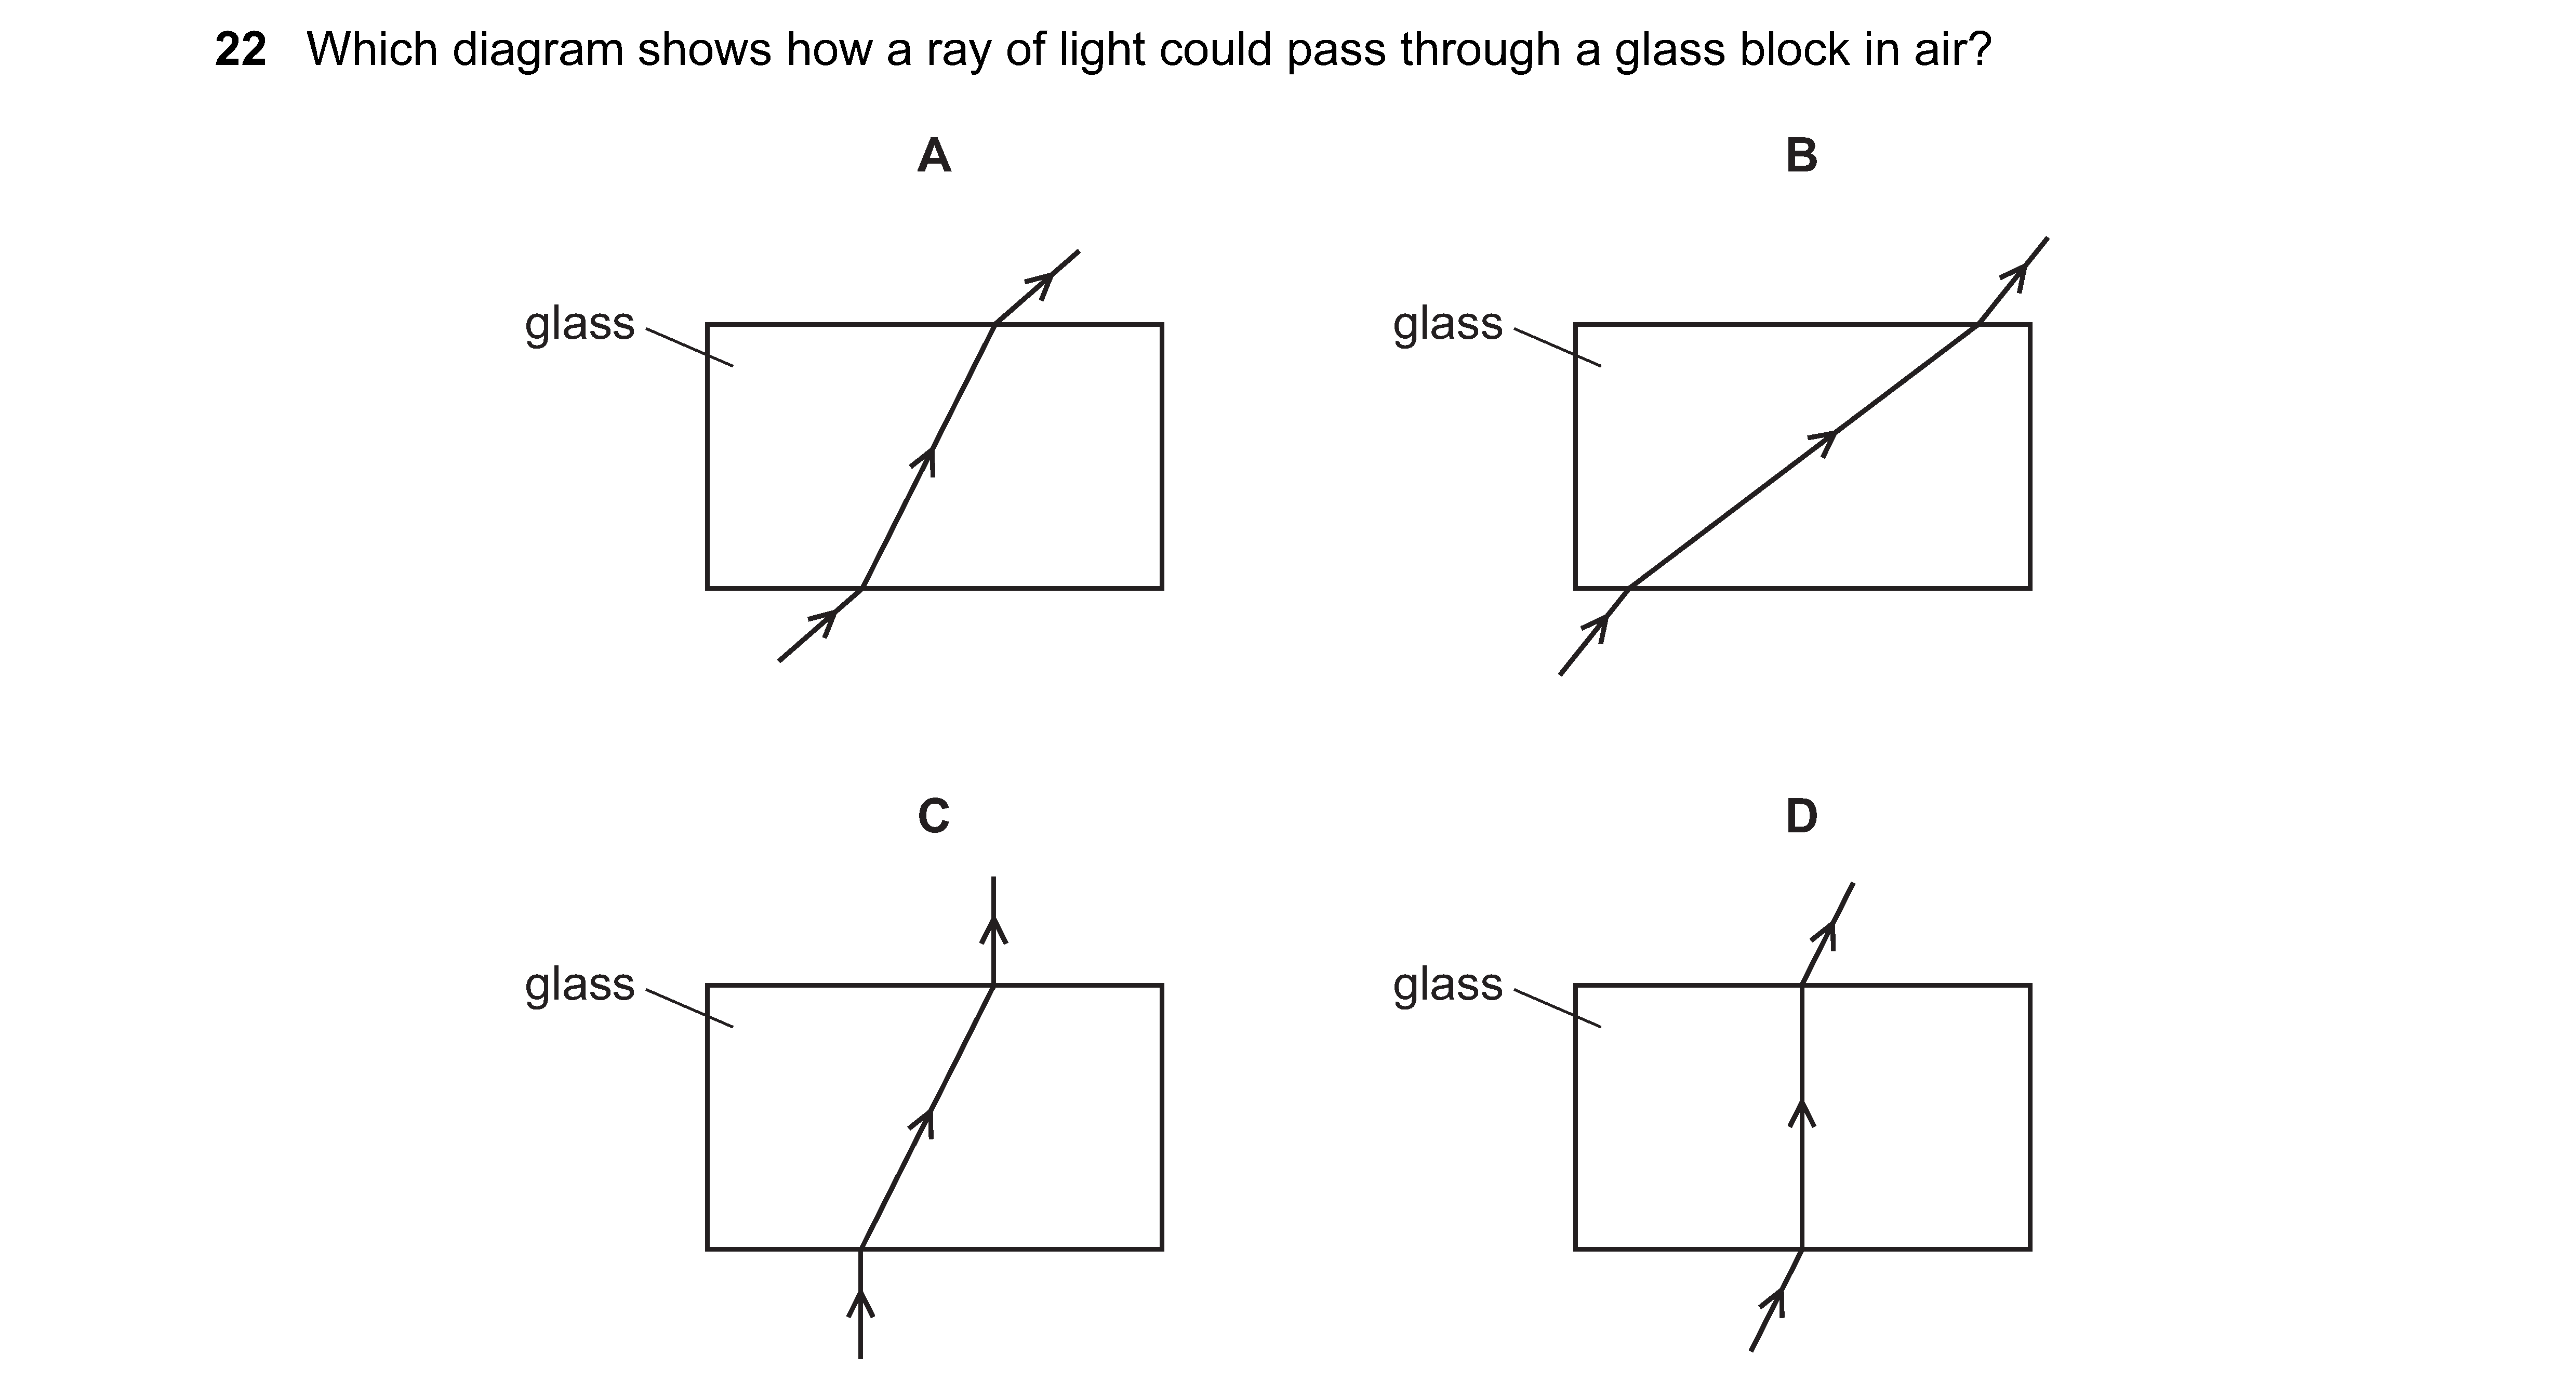 22 Which diagram shows how a ray of light could pass through a glass block in air?
A
B
glass
glass
C
D
glass
glass